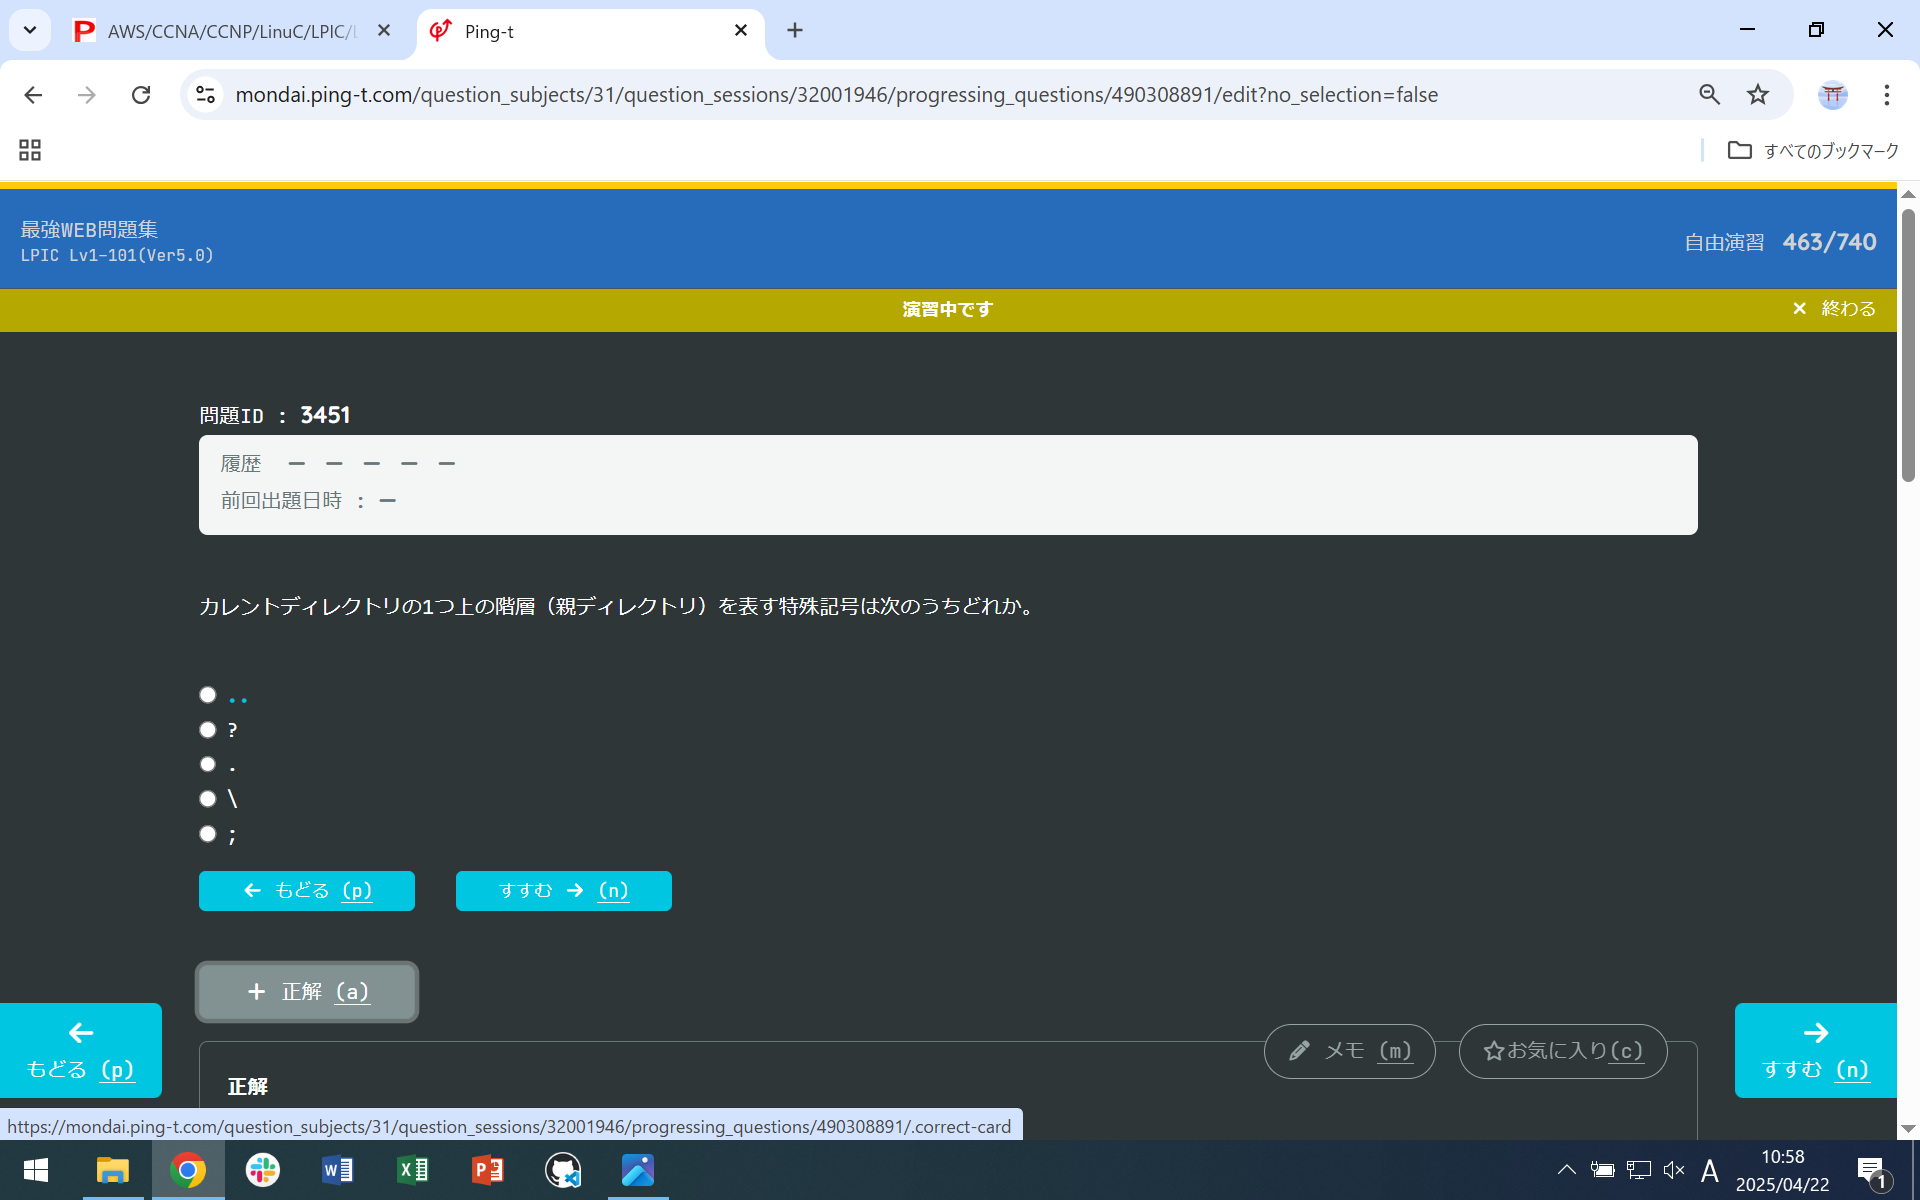 AWS/CCNA/CCNP/LinuC/LPIC/
Ping-t
mondai.ping-t.com/question_subjects/31/question_sessions/32001946/progressing_questions/490308891/edit?no_selection=false
すべてのブックマーク
最強WEB問題集
LPIC Lv1-101(Ver5.0)
自由演習 463/740
演習中です
× 終わる
問題ID : 3451
履歴 ー ー ー ー ー
前回出題日時 : ー
カレントディレクトリの1つ上の階層（親ディレクトリ）を表す特殊記号は次のうちどれか。
..
?
.
\
;
← もどる (p)
すすむ → (n)
+ 正解 (a)
メモ (m)
☆お気に入り(c)
← もどる (p)
→ すすむ (n)
正解
https://mondai.ping-t.com/question_subjects/31/question_sessions/32001946/progressing_questions/490308891/.correct-card
A
10:58
2025/04/22
1